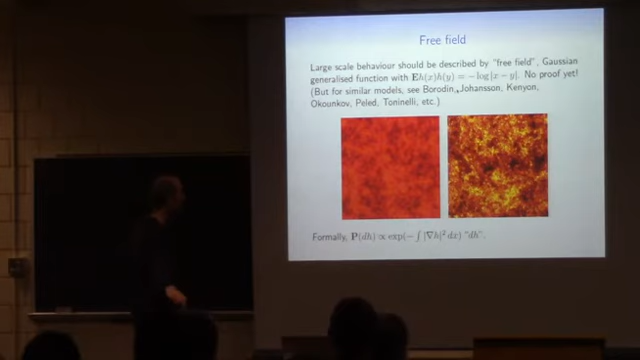 Free field
Large scale behaviour should be described by "free field", Gaussian
generalised function with Eh(x)h(y) = −log|x − y|. No proof yet!
(But for similar models, see Borodin, Johansson, Kenyon,
Okounkov, Peled, Toninelli, etc.)
Formally, P(dh) ∝ exp(−∫|∇h|² dx) "dh".